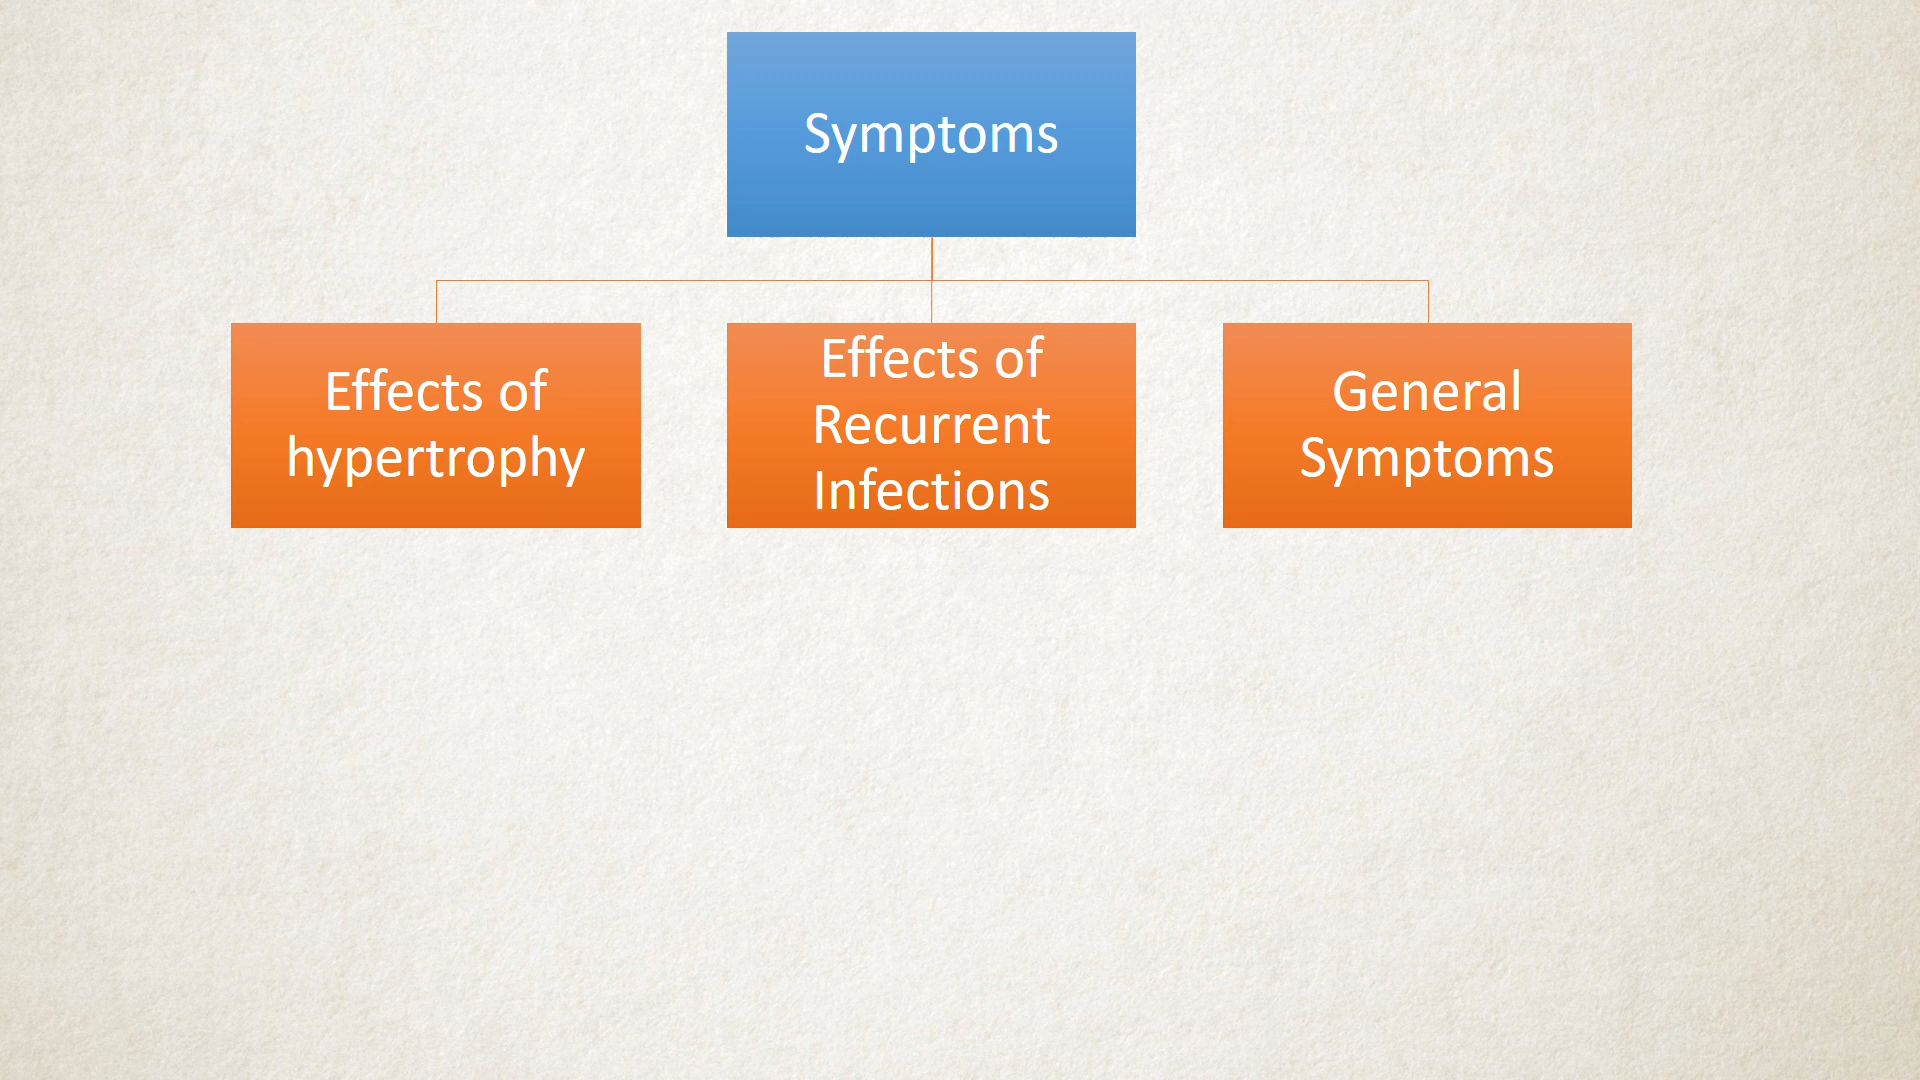 Symptoms
Effects of
hypertrophy
Effects of
Recurrent
Infections
General
Symptoms